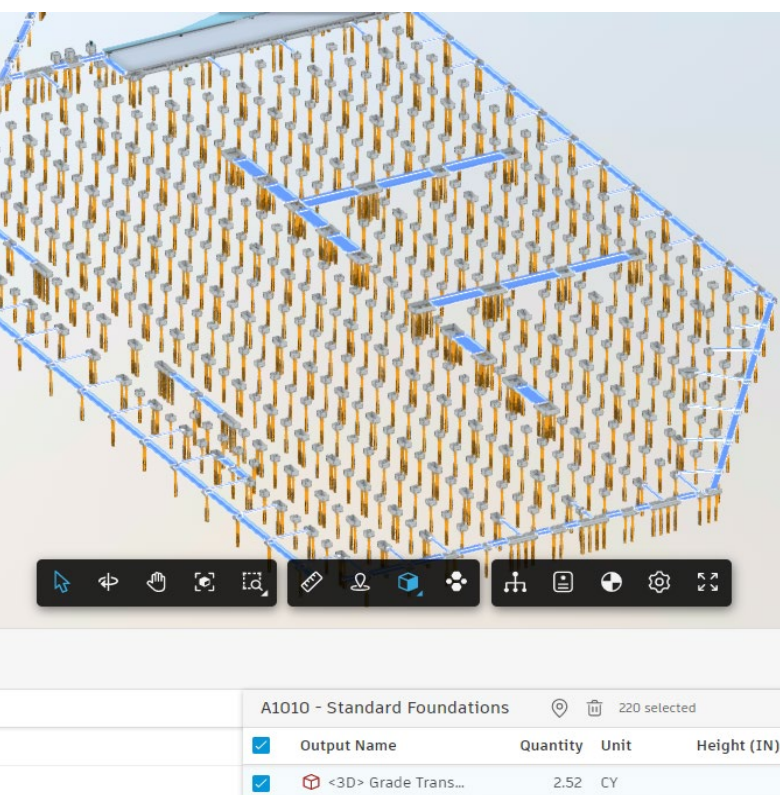 A1010 - Standard Foundations 220 selected
Output Name Quantity Unit Height (IN)
<3D> Grade Trans... 2.52 CY